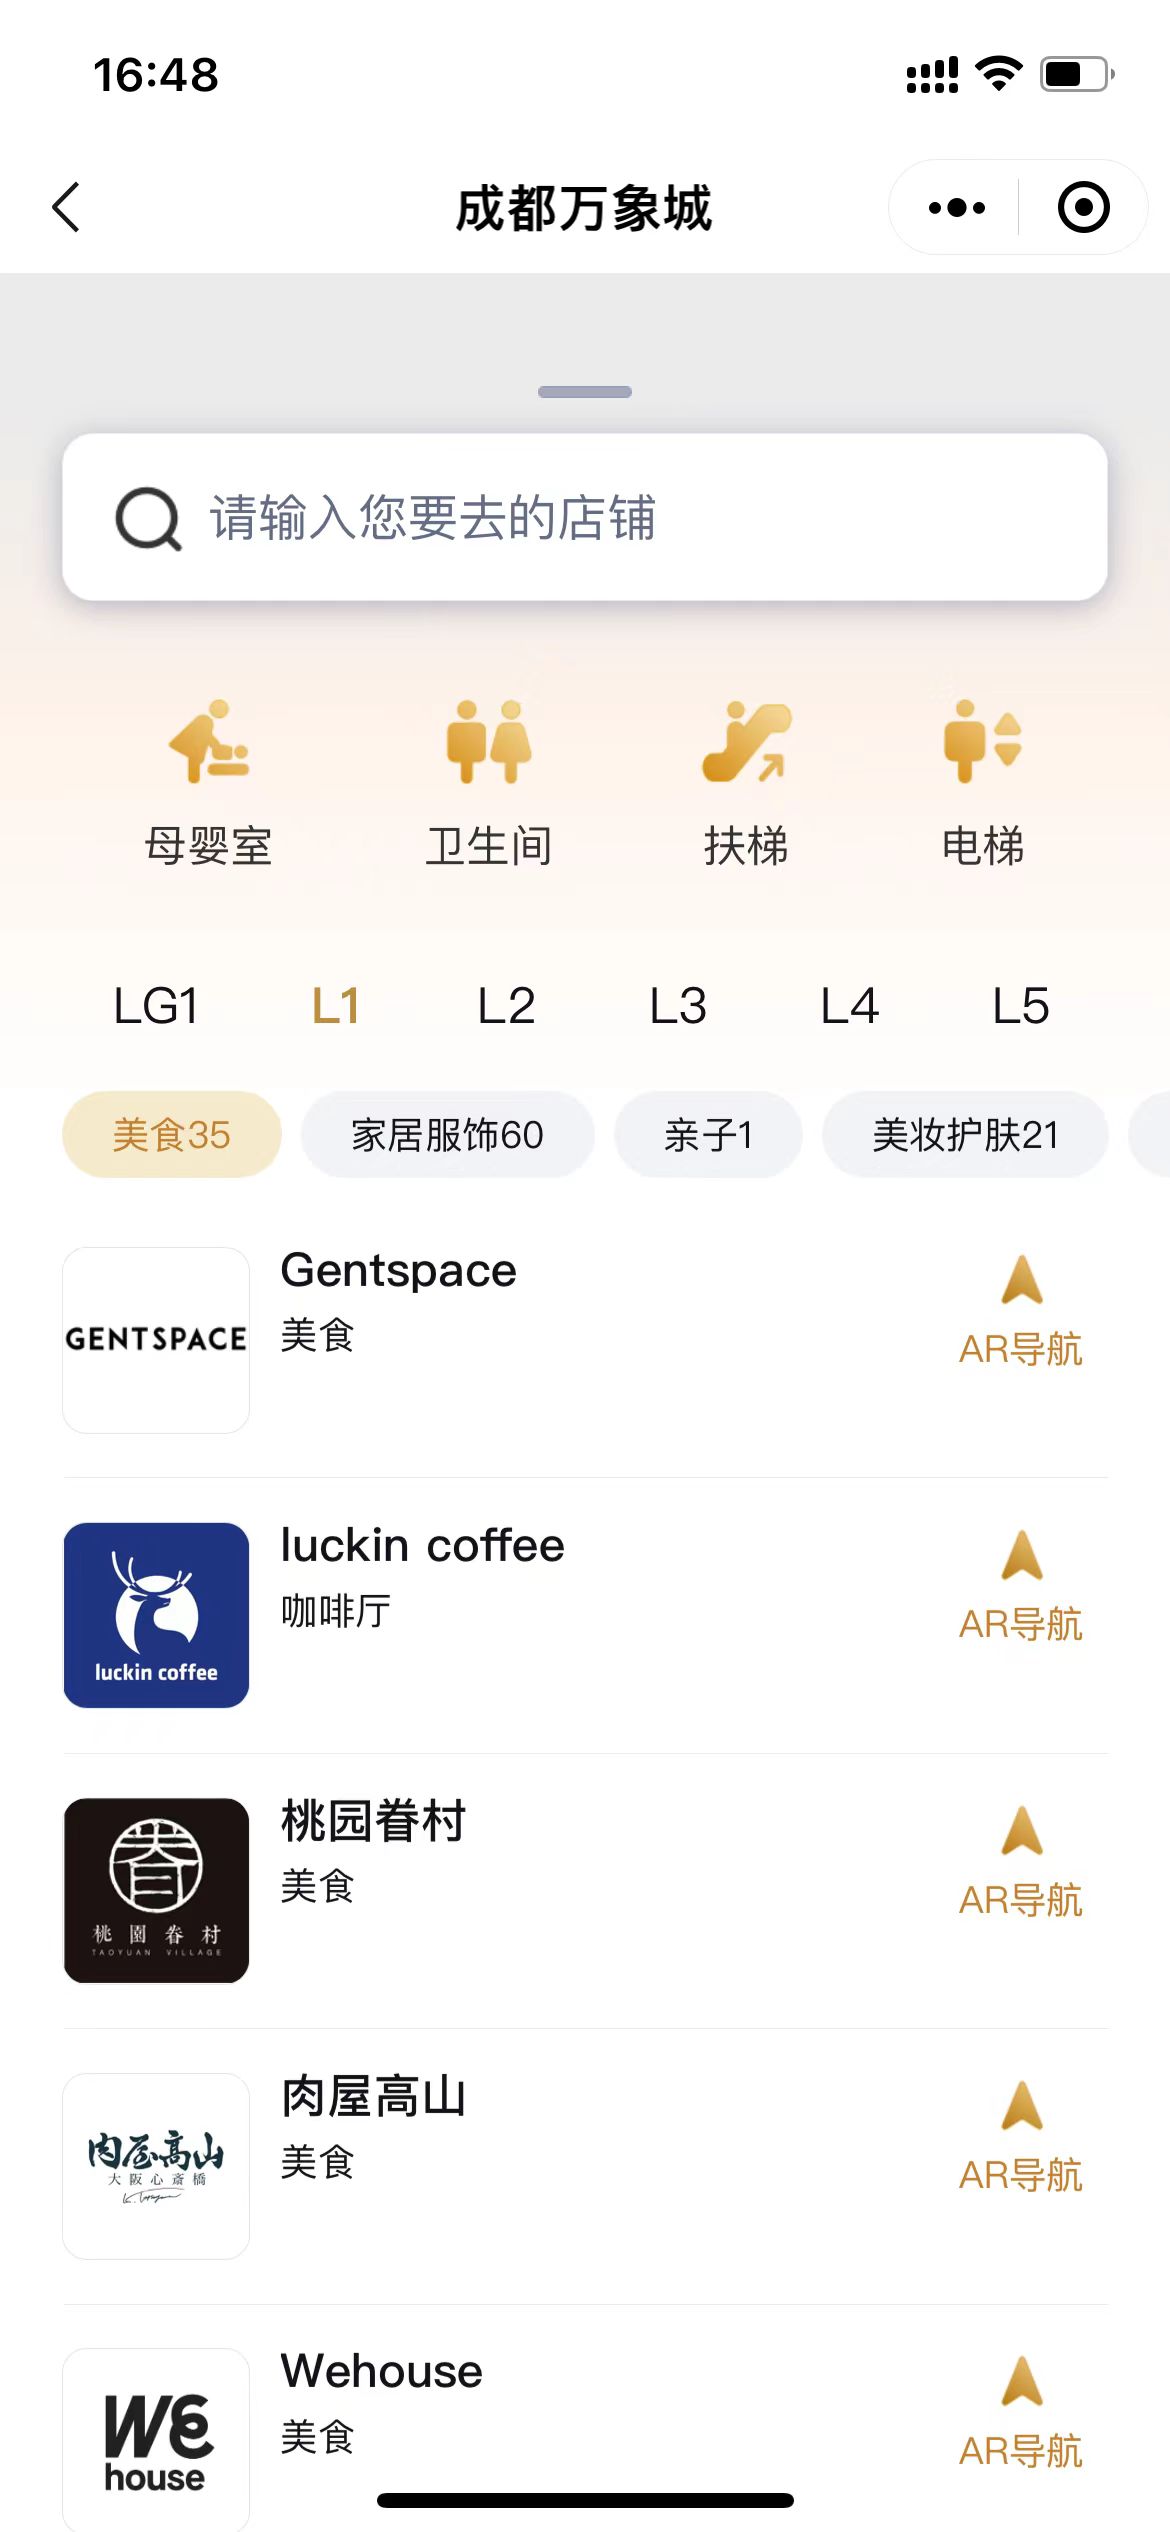 16:48
成都万象城
请输入您要去的店铺
母婴室 卫生间 扶梯 电梯
LG1 L1 L2 L3 L4 L5
美食35 家居服饰60 亲子1 美妆护肤21
GENTSPACE
Gentspace
美食
AR导航
luckin coffee
luckin coffee
咖啡厅
AR导航
眷
桃園眷村
TAOYUAN VILLAGE
桃园眷村
美食
AR导航
肉屋高山
大阪心斎橋
肉屋高山
美食
AR导航
We
house
Wehouse
美食
AR导航